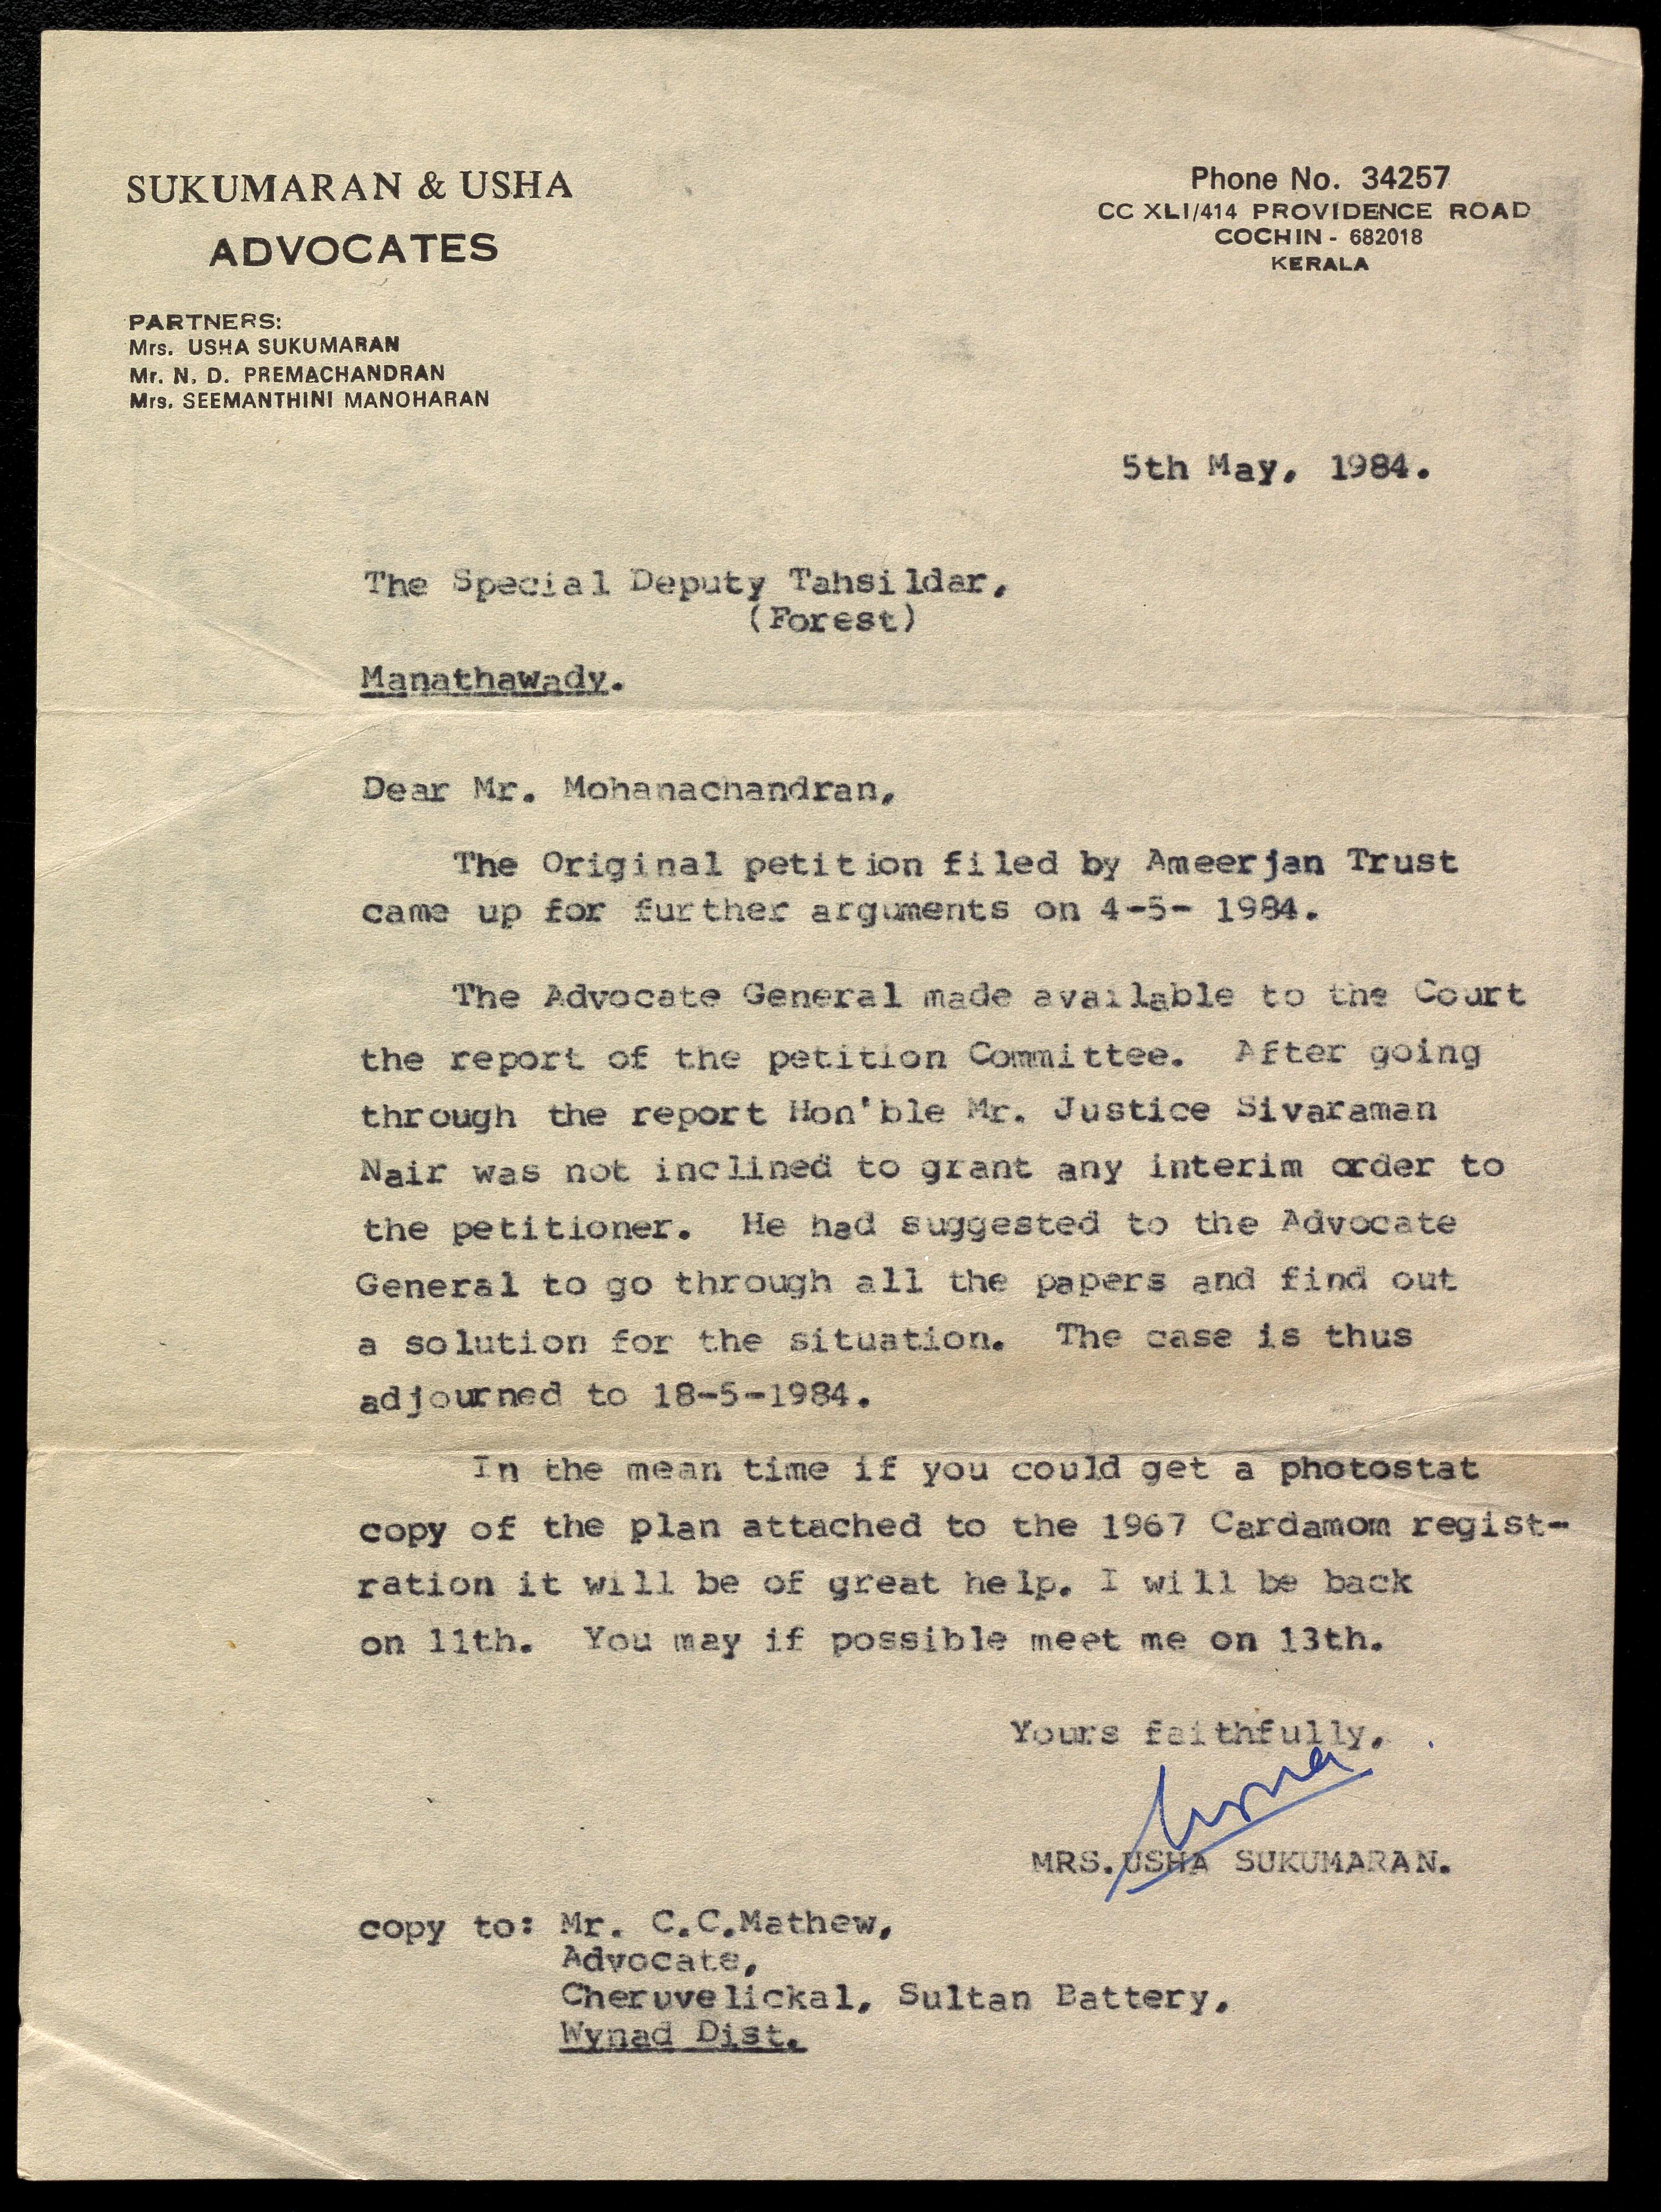 SUKUMARAN & USHA
ADVOCATES
PARTNERS:
Mrs. USHA SUKUMARAN
Mr. N. D. PREMACHANDRAN
Mrs. SEEMANTHINI MANOHARAN
Phone No. 34257
CC XLI/414 PROVIDENCE ROAD
COCHIN - 682018
KERALA
5th May, 1984.
The Special Deputy Tahsildar,
(Forest)
Manathawady.
Dear Mr. Mohanachandran,
The Original petition filed by Ameerjan Trust
came up for further arguments on 4-5- 1984.
The Advocate General made available to the Court
the report of the petition Committee. After going
through the report Hon'ble Mr. Justice Sivaraman
Nair was not inclined to grant any interim order to
the petitioner. He had suggested to the Advocate
General to go through all the papers and find out
a solution for the situation. The case is thus
adjourned to 18-5-1984.
In the mean time if you could get a photostat
copy of the plan attached to the 1967 Cardamom regist-
ration it will be of great help. I will be back
on 11th. You may if possible meet me on 13th.
Yours faithfully,
Usha
MRS.USHA SUKUMARAN.
copy to: Mr. C.C.Mathew,
Advocate,
Cheruvelickal, Sultan Battery,
Wynad Dist.